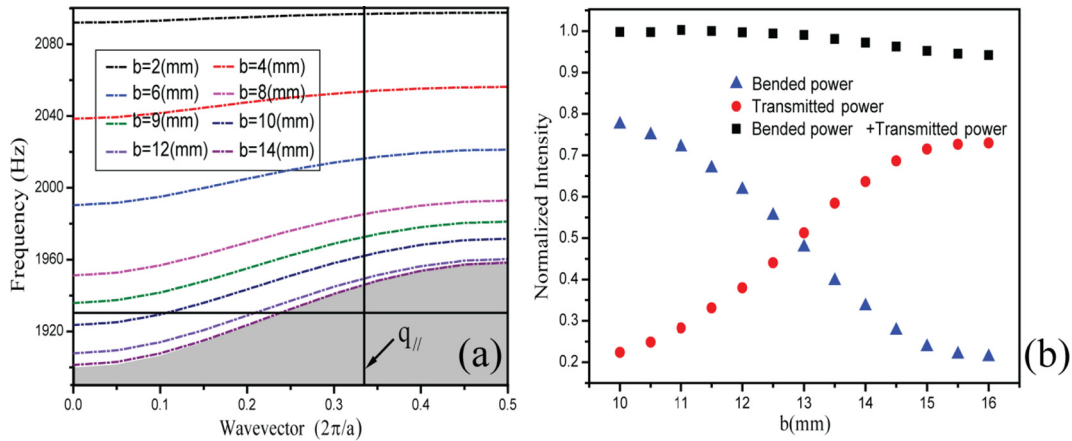 2080
2040
2000
1960
1920
Frequency (Hz)
b=2(mm) b=4(mm)
b=6(mm) b=8(mm)
b=9(mm) b=10(mm)
b=12(mm) b=14(mm)
q//
(a)
0.0 0.1 0.2 0.3 0.4 0.5
Wavevector (2π/a)
1.0
0.9
0.8
0.7
0.6
0.5
0.4
0.3
0.2
Normalized Intensity
Bended power
Transmitted power
Bended power +Transmitted power
(b)
10 11 12 13 14 15 16
b(mm)